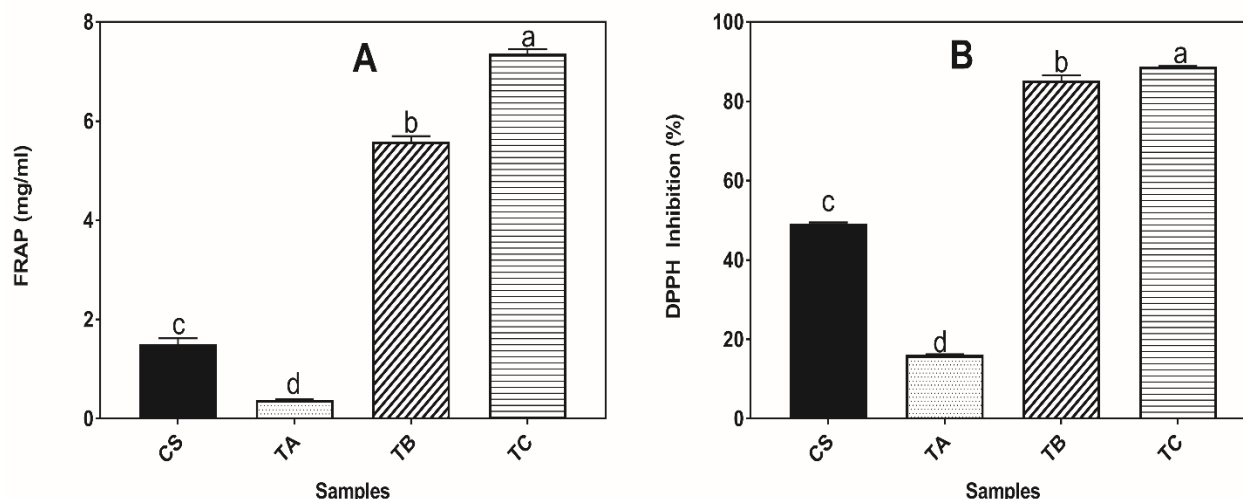 A
FRAP (mg/ml)
8
6
4
2
0
c
d
b
a
CS
TA
TB
TC
Samples
B
DPPH Inhibition (%)
100
80
60
40
20
0
c
d
b
a
CS
TA
TB
TC
Samples